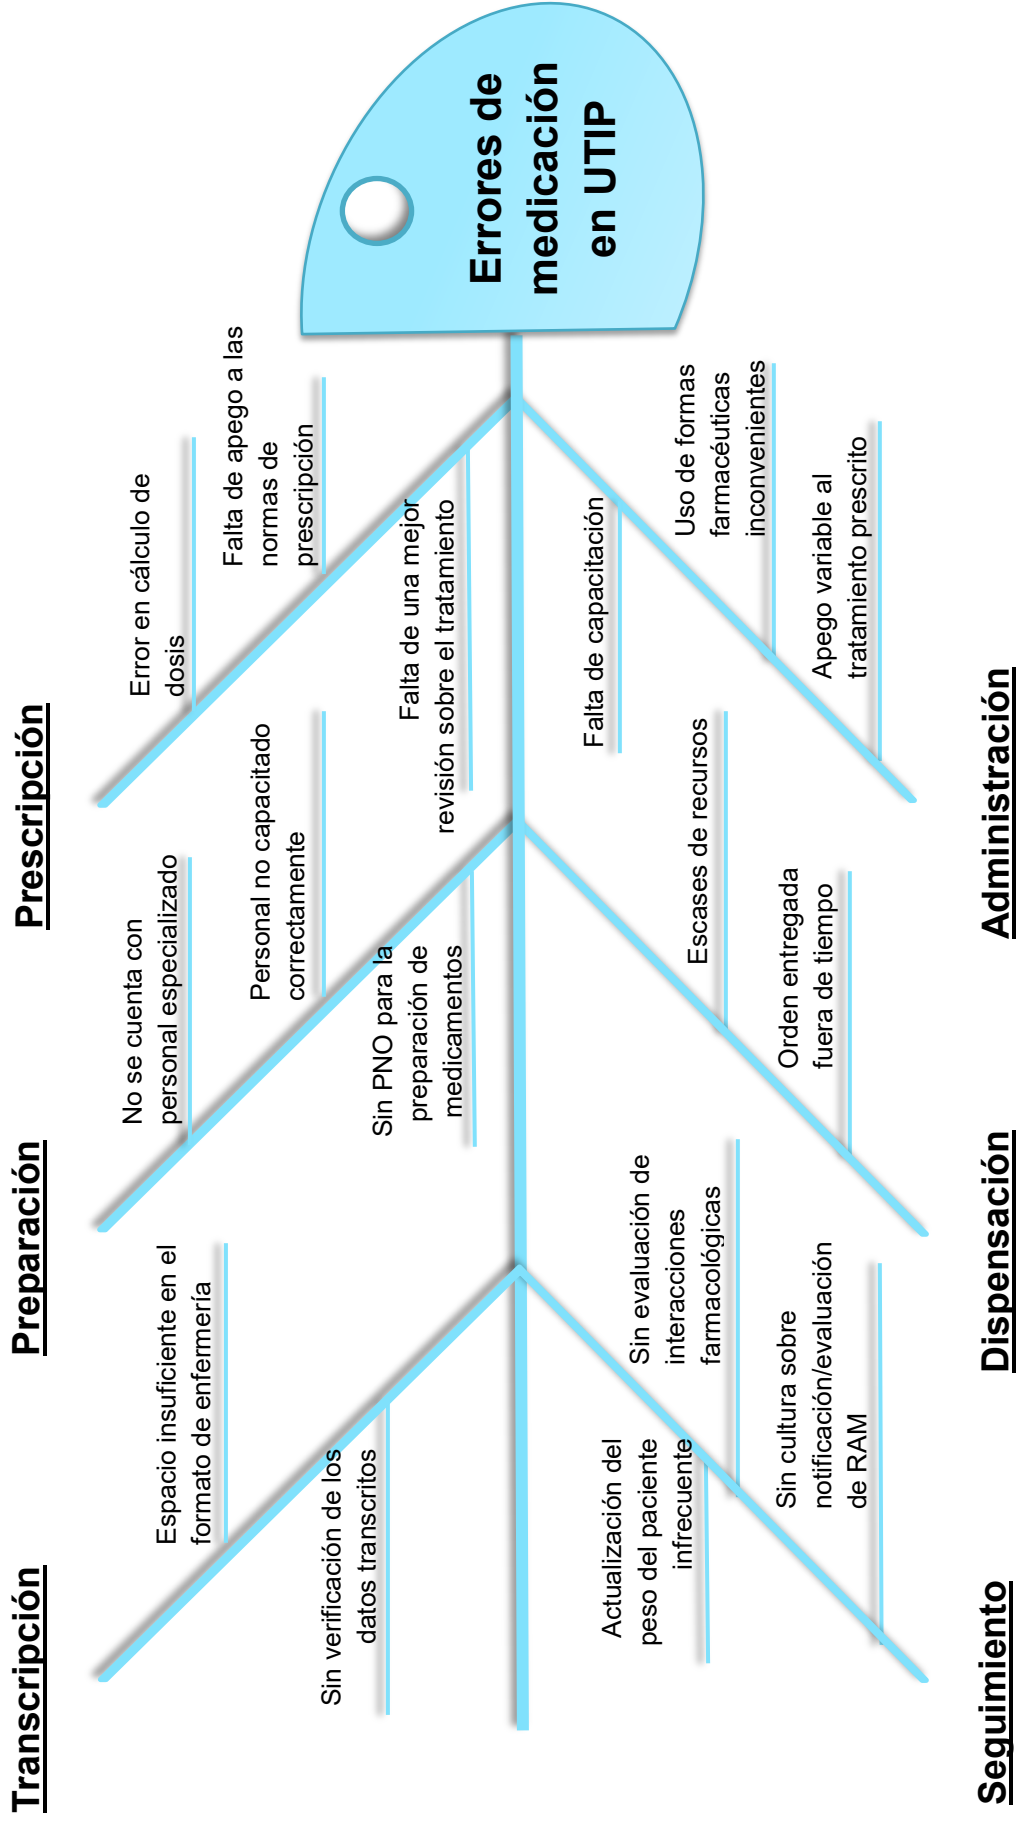 Transcripción
Preparación
Prescripción
Espacio insuficiente en el
formato de enfermería
Sin verificación de los
datos transcritos
No se cuenta con
personal especializado
Personal no capacitado
correctamente
Sin PNO para la
preparación de
medicamentos
Error en cálculo de
dosis
Falta de apego a las
normas de
prescripción
Falta de una mejor
revisión sobre el tratamiento
Errores de
medicación
en UTIP
Actualización del
peso del paciente
infrecuente
Sin evaluación de
interacciones
farmacológicas
Sin cultura sobre
notificación/evaluación
de RAM
Escases de recursos
Orden entregada
fuera de tiempo
Falta de capacitación
Uso de formas
farmacéuticas
inconvenientes
Apego variable al
tratamiento prescrito
Seguimiento
Dispensación
Administración